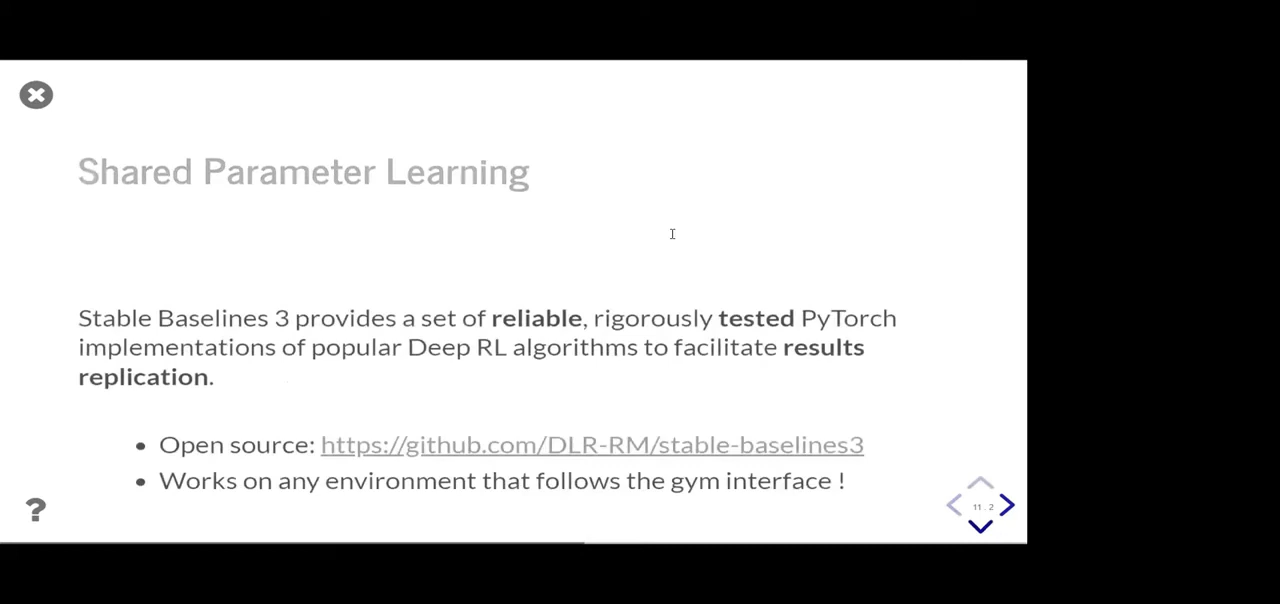 Shared Parameter Learning
Stable Baselines 3 provides a set of reliable, rigorously tested PyTorch
implementations of popular Deep RL algorithms to facilitate results
replication.
• Open source: https://github.com/DLR-RM/stable-baselines3
• Works on any environment that follows the gym interface !
?
11.2